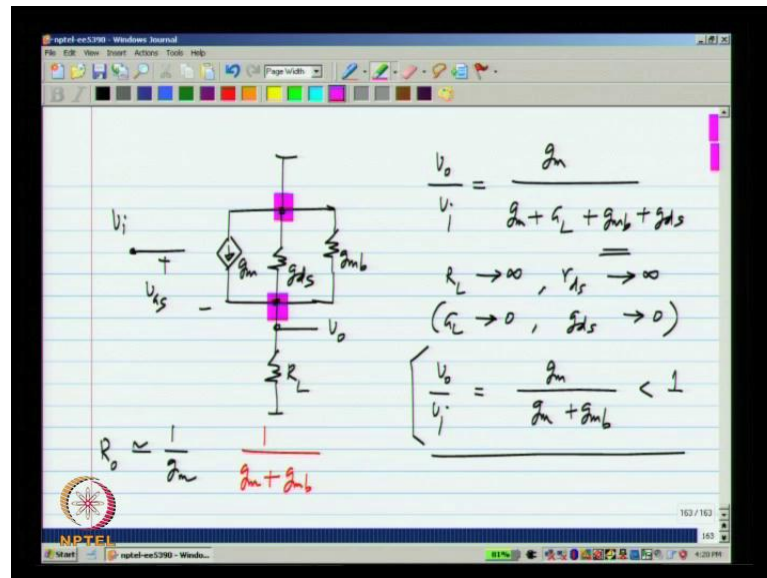 nptel-ee5390 - Windows Journal
File Edit View Insert Actions Tools Help
Page Width
B I
Vi
+
VGS
-
gm
gds
gmb
Vo
RL
Vo/Vi = gm / (gm + GL + gmb + gds)
RL → ∞ , rds → ∞
(GL → 0 , gds → 0)
Vo/Vi = gm / (gm + gmb) < 1
Ro ≃ 1/gm 1/(gm + gmb)
NPTEL
163 / 163
163
Start
nptel-ee5390 - Windo...
81%
4:20 PM